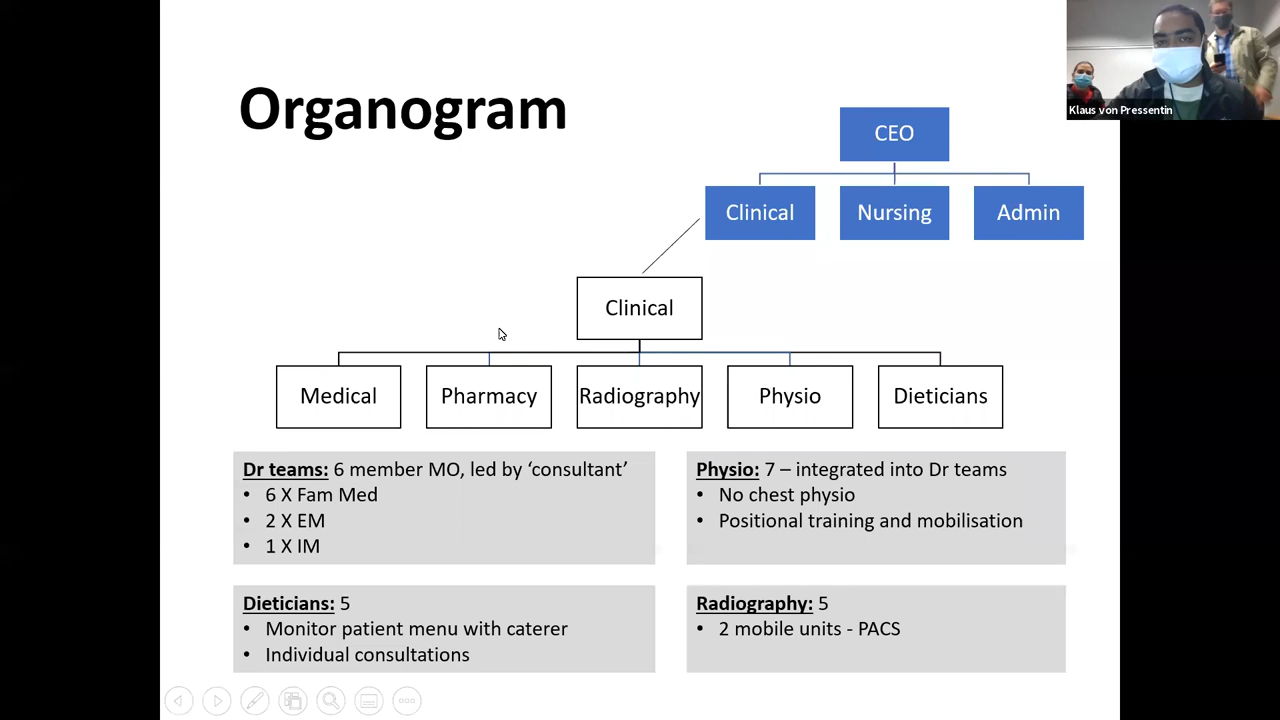 Organogram
Klaus von Pressentin
CEO
Clinical
Nursing
Admin
Clinical
Medical
Pharmacy
Radiography
Physio
Dieticians
Dr teams: 6 member MO, led by ‘consultant’
• 6 X Fam Med
• 2 X EM
• 1 X IM
Physio: 7 – integrated into Dr teams
• No chest physio
• Positional training and mobilisation
Dieticians: 5
• Monitor patient menu with caterer
• Individual consultations
Radiography: 5
• 2 mobile units - PACS